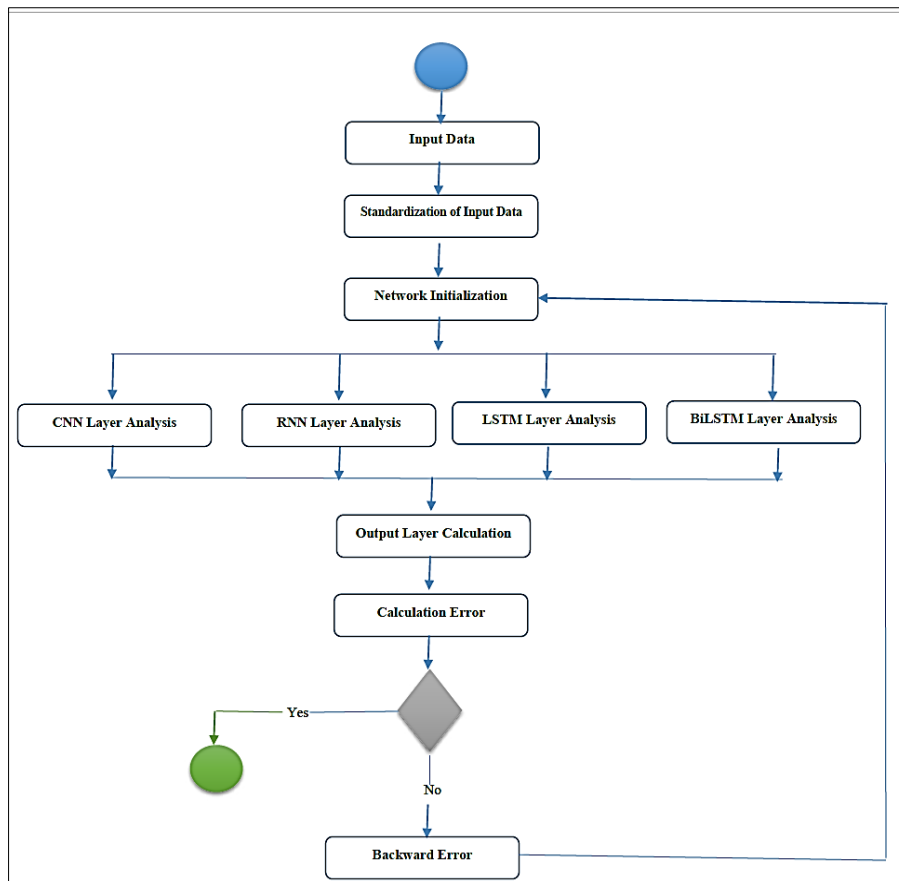 Input Data
Standardization of Input Data
Network Initialization
CNN Layer Analysis
RNN Layer Analysis
LSTM Layer Analysis
BiLSTM Layer Analysis
Output Layer Calculation
Calculation Error
Yes
No
Backward Error